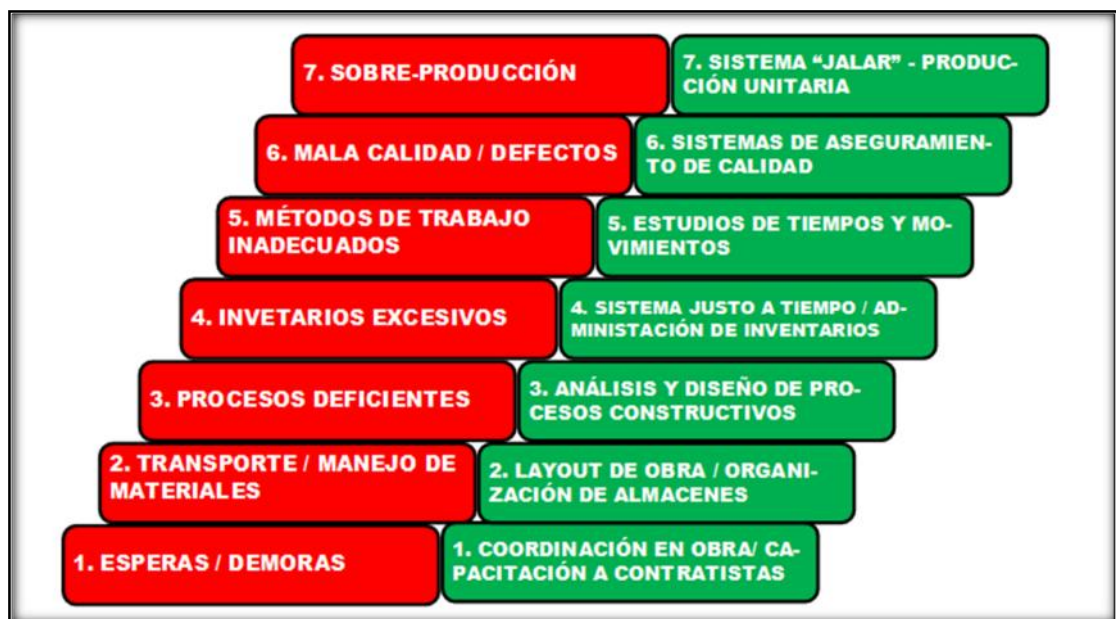 7. SOBRE-PRODUCCIÓN
7. SISTEMA “JALAR” - PRODUC-
CIÓN UNITARIA
6. MALA CALIDAD / DEFECTOS
6. SISTEMAS DE ASEGURAMIEN-
TO DE CALIDAD
5. MÉTODOS DE TRABAJO
INADECUADOS
5. ESTUDIOS DE TIEMPOS Y MO-
VIMIENTOS
4. INVETARIOS EXCESIVOS
4. SISTEMA JUSTO A TIEMPO / AD-
MINISTACIÓN DE INVENTARIOS
3. PROCESOS DEFICIENTES
3. ANÁLISIS Y DISEÑO DE PRO-
CESOS CONSTRUCTIVOS
2. TRANSPORTE / MANEJO DE
MATERIALES
2. LAYOUT DE OBRA / ORGANI-
ZACIÓN DE ALMACENES
1. ESPERAS / DEMORAS
1. COORDINACIÓN EN OBRA/ CA-
PACITACIÓN A CONTRATISTAS